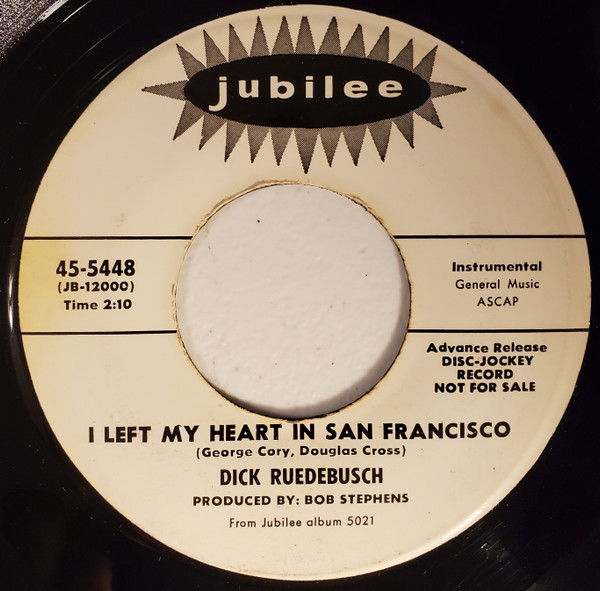 jubilee
45-5448
(JB-12000)
Time 2:10
Instrumental
General Music
ASCAP
Advance Release
DISC-JOCKEY
RECORD
NOT FOR SALE
I LEFT MY HEART IN SAN FRANCISCO
(George Cory, Douglas Cross)
DICK RUEDEBUSCH
PRODUCED BY: BOB STEPHENS
From Jubilee album 5021